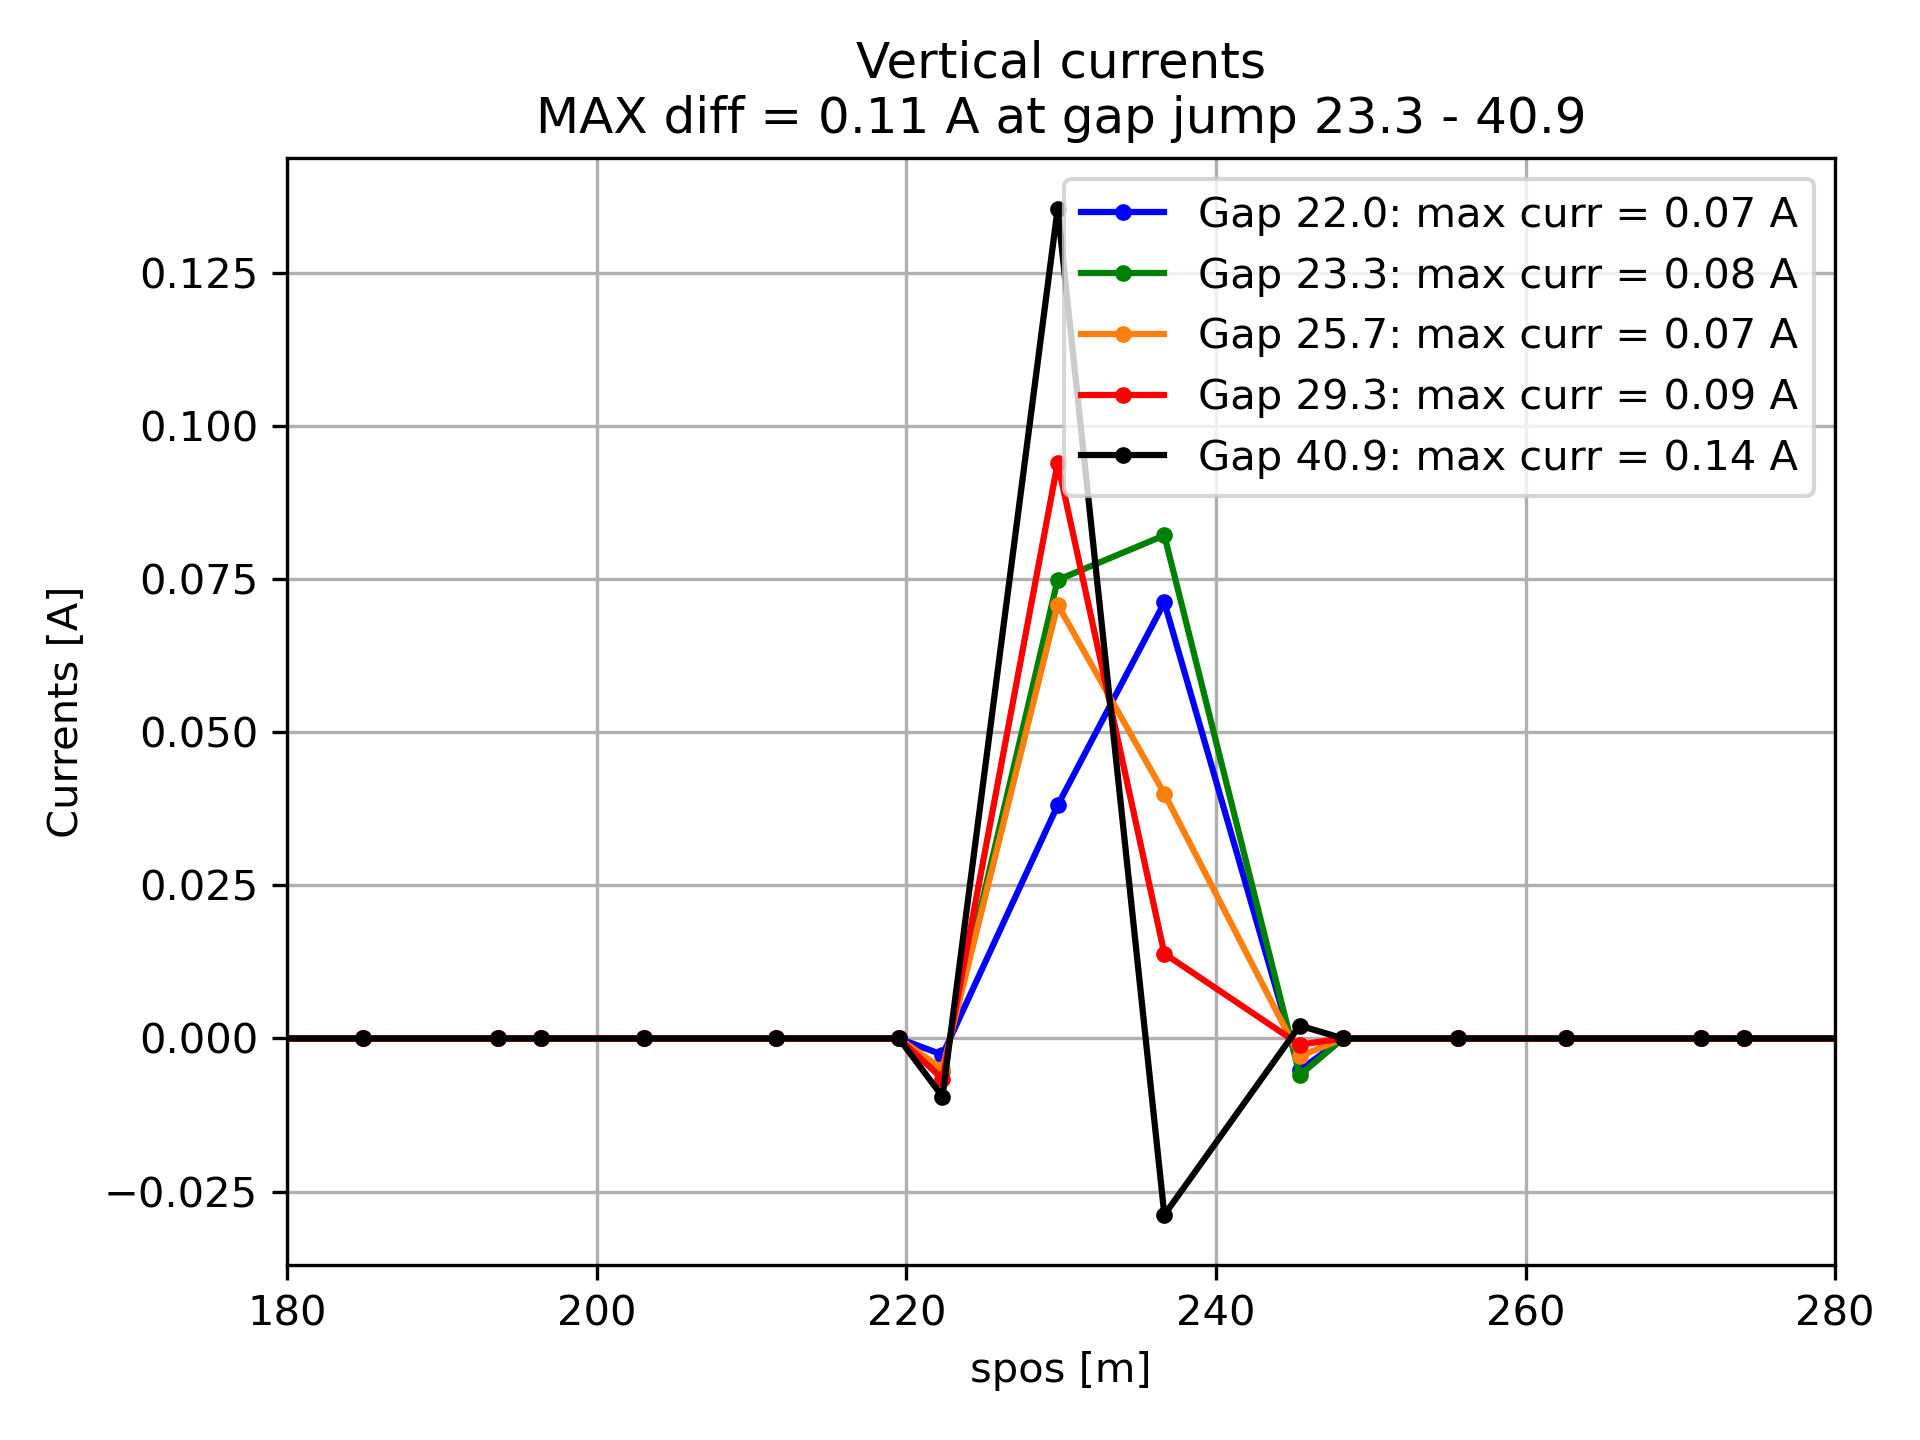 Vertical currents
MAX diff = 0.11 A at gap jump 23.3 - 40.9
Gap 22.0: max curr = 0.07 A
Gap 23.3: max curr = 0.08 A
Gap 25.7: max curr = 0.07 A
Gap 29.3: max curr = 0.09 A
Gap 40.9: max curr = 0.14 A
0.125
0.100
0.075
0.050
0.025
0.000
−0.025
Currents [A]
180 200 220 240 260 280
spos [m]